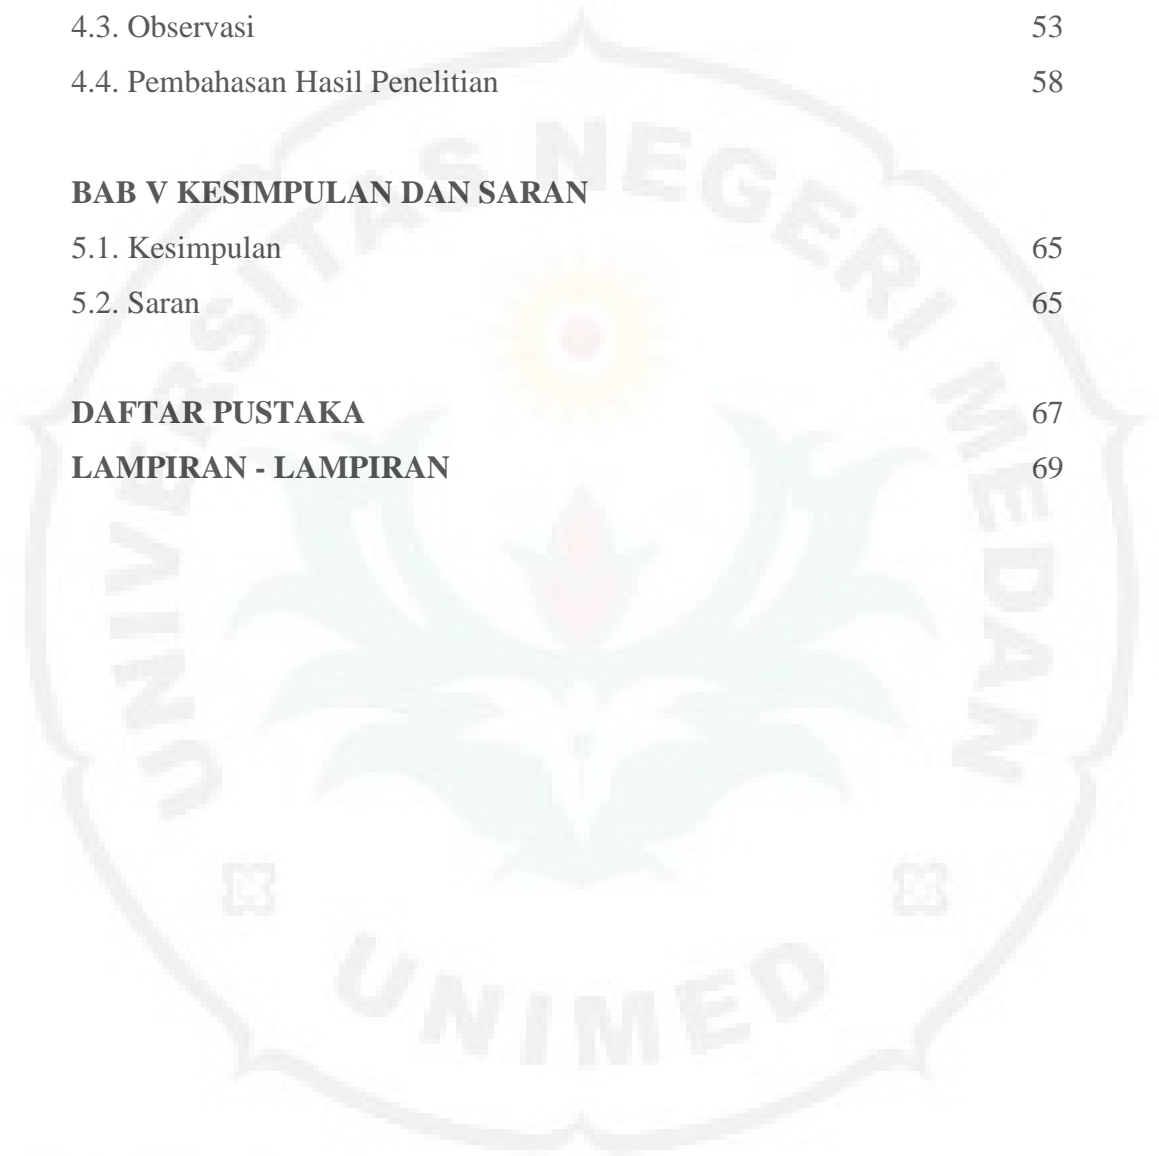 4.3. Observasi 53
4.4. Pembahasan Hasil Penelitian 58
BAB V KESIMPULAN DAN SARAN
5.1. Kesimpulan 65
5.2. Saran 65
DAFTAR PUSTAKA 67
LAMPIRAN - LAMPIRAN 69
UNIVERSITAS NEGERI MEDAN
UNIMED